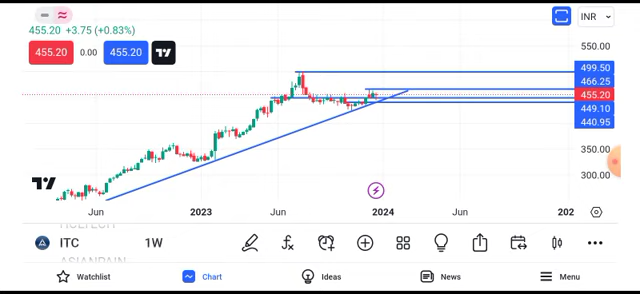 455.20 +3.75 (+0.83%)
INR
455.20 0.00 455.20
550.00
499.50
466.25
455.20
449.10
440.95
350.00
300.00
Jun 2023 Jun 2024 Jun 202
ITC 1W
Watchlist Chart Ideas News Menu